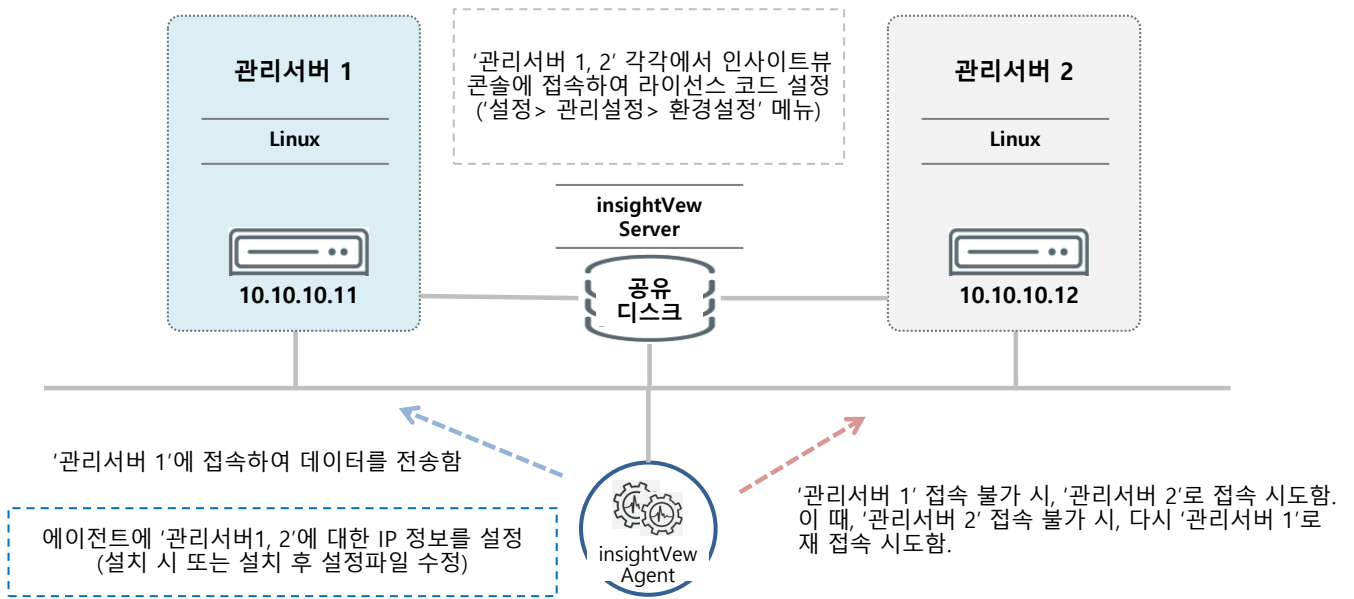 관리서버 1
Linux
10.10.10.11
‘관리서버 1, 2’ 각각에서 인사이트뷰
콘솔에 접속하여 라이선스 코드 설정
(‘설정> 관리설정> 환경설정’ 메뉴)
insightVew
Server
공유
디스크
관리서버 2
Linux
10.10.10.12
‘관리서버 1’에 접속하여 데이터를 전송함
에이전트에 ‘관리서버1, 2’에 대한 IP 정보를 설정
(설치 시 또는 설치 후 설정파일 수정)
insightVew
Agent
‘관리서버 1’ 접속 불가 시, ‘관리서버 2’로 접속 시도함.
이 때, ‘관리서버 2’ 접속 불가 시, 다시 ‘관리서버 1’로
재 접속 시도함.